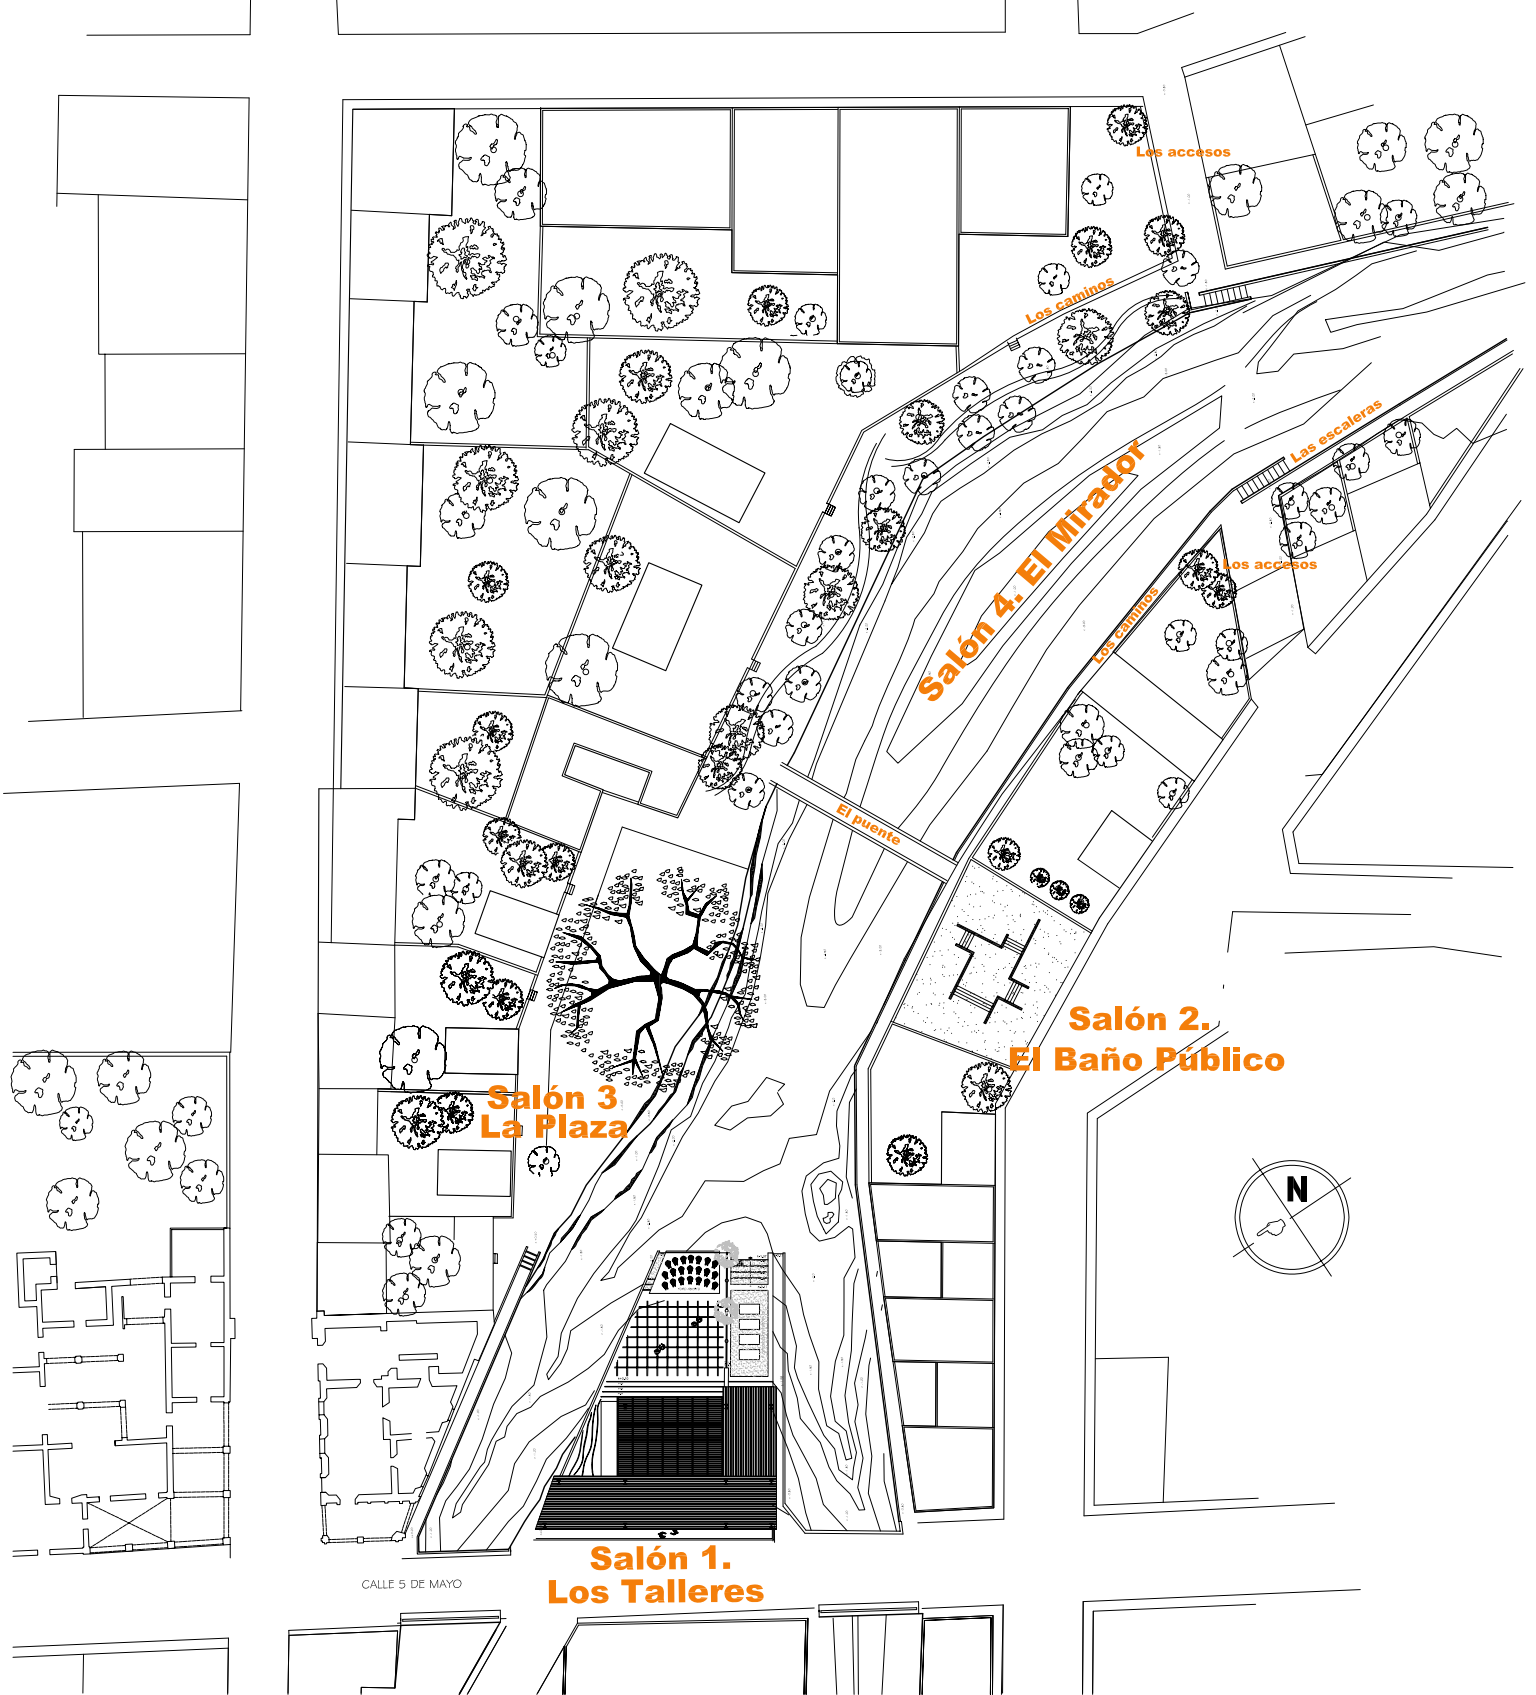 Los accesos
Los caminos
Las escaleras
Salón 4. El Mirador
Los accesos
Los caminos
El puente
Salón 2.
El Baño Público
Salón 3
La Plaza
N
Salón 1.
Los Talleres
CALLE 5 DE MAYO